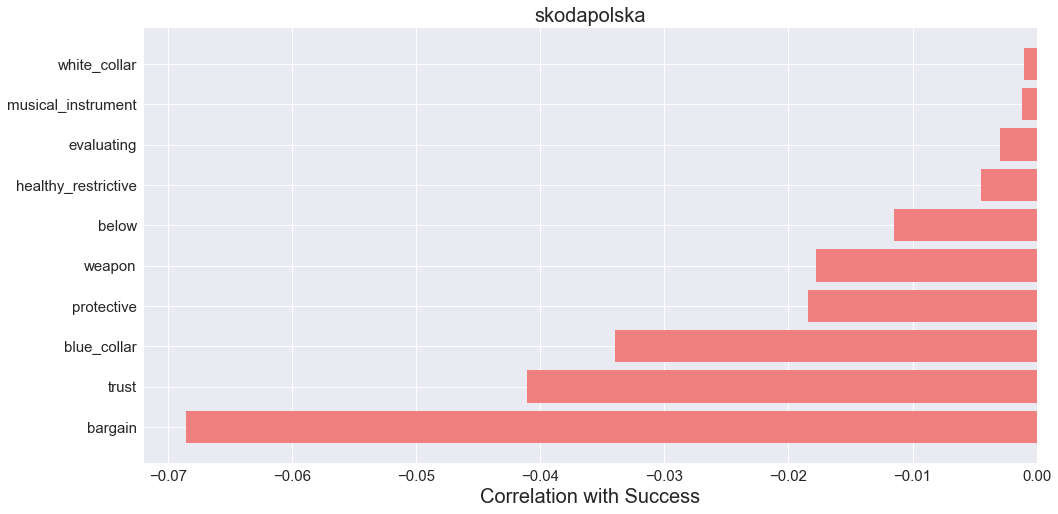 skodapolska
white_collar
musical_instrument
evaluating
healthy_restrictive
below
weapon
protective
blue_collar
trust
bargain
−0.07 −0.06 −0.05 −0.04 −0.03 −0.02 −0.01 0.00
Correlation with Success